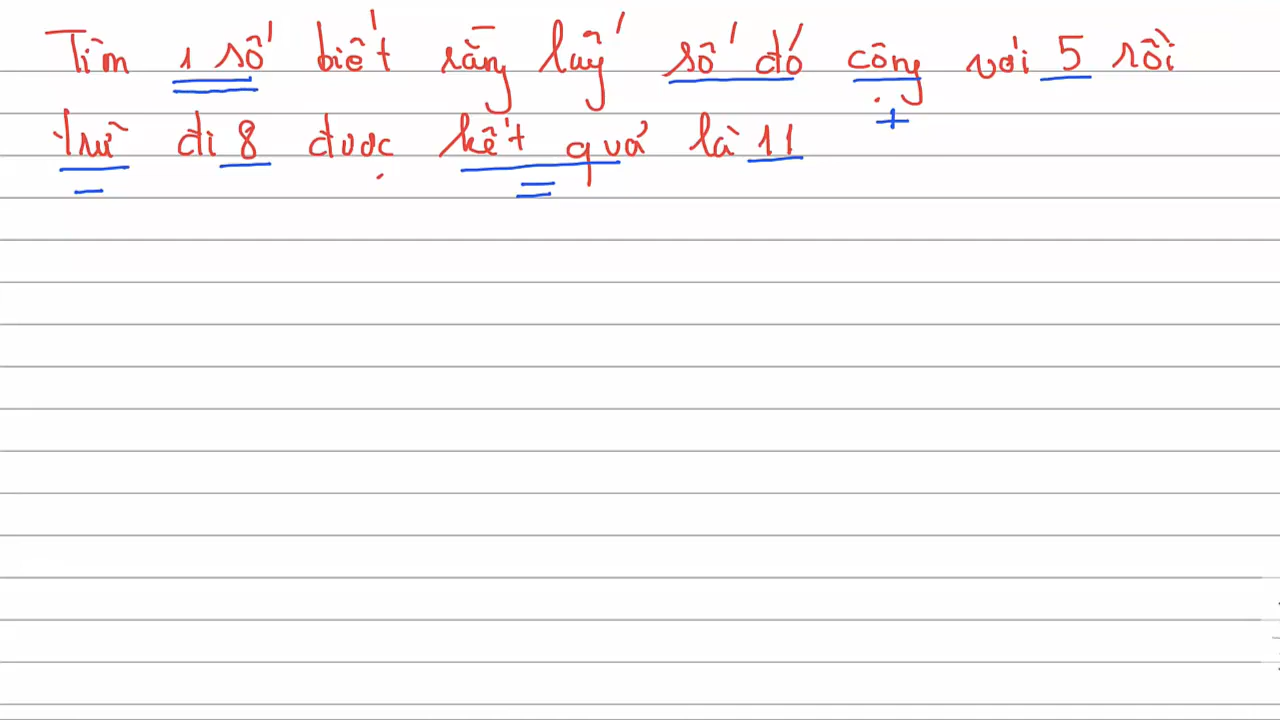 Tìm 1 số biết rằng lấy số đó cộng với 5 rồi
+
trừ đi 8 được kết quả là 11
- =